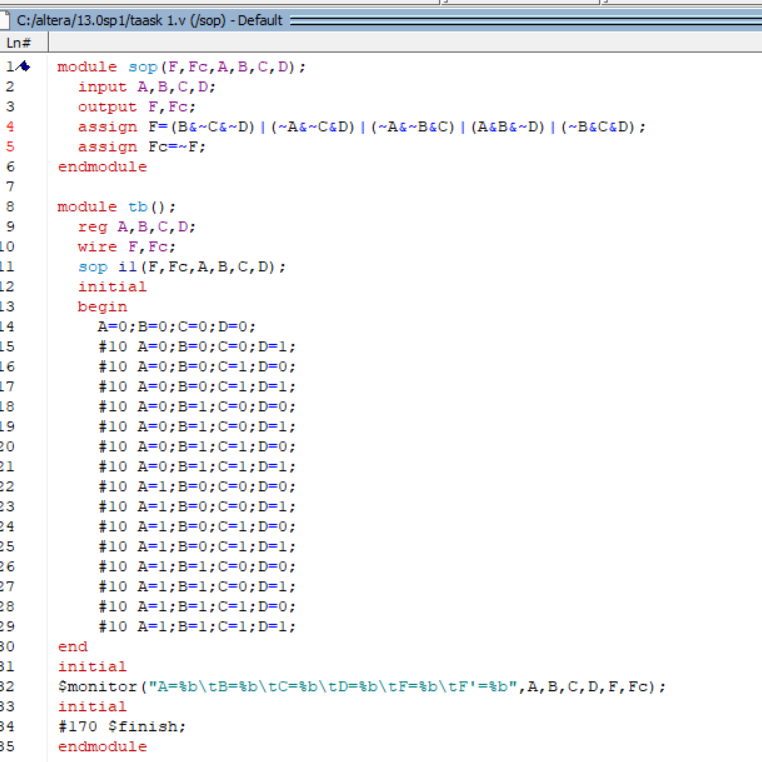 C:/altera/13.0sp1/taask 1.v (/sop) - Default
Ln#
1 module sop(F,Fc,A,B,C,D);
2 input A,B,C,D;
3 output F,Fc;
4 assign F=(B&~C&~D)|(~A&~C&D)|(~A&~B&C)|(A&B&~D)|(~B&C&D);
5 assign Fc=~F;
6 endmodule
7
8 module tb();
9 reg A,B,C,D;
10 wire F,Fc;
11 sop i1(F,Fc,A,B,C,D);
12 initial
13 begin
14 A=0;B=0;C=0;D=0;
15 #10 A=0;B=0;C=0;D=1;
16 #10 A=0;B=0;C=1;D=0;
17 #10 A=0;B=0;C=1;D=1;
18 #10 A=0;B=1;C=0;D=0;
19 #10 A=0;B=1;C=0;D=1;
20 #10 A=0;B=1;C=1;D=0;
21 #10 A=0;B=1;C=1;D=1;
22 #10 A=1;B=0;C=0;D=0;
23 #10 A=1;B=0;C=0;D=1;
24 #10 A=1;B=0;C=1;D=0;
25 #10 A=1;B=0;C=1;D=1;
26 #10 A=1;B=1;C=0;D=0;
27 #10 A=1;B=1;C=0;D=1;
28 #10 A=1;B=1;C=1;D=0;
29 #10 A=1;B=1;C=1;D=1;
30 end
31 initial
32 $monitor("A=%b\tB=%b\tC=%b\tD=%b\tF=%b\tF'=%b",A,B,C,D,F,Fc);
33 initial
34 #170 $finish;
35 endmodule